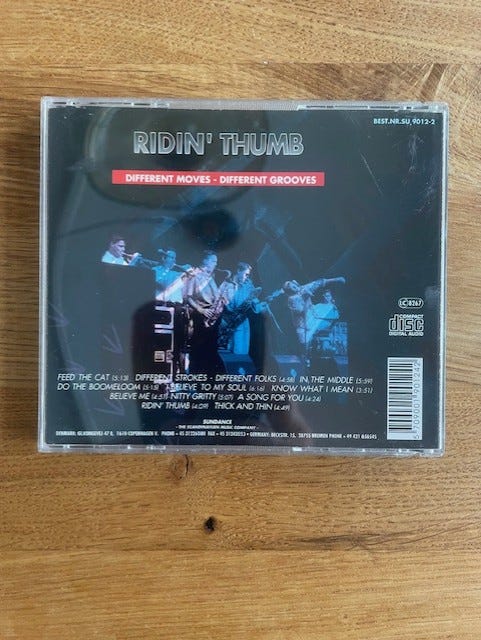 BEST.NR.SU 9012-2
RIDIN' THUMB
DIFFERENT MOVES - DIFFERENT GROOVES
LC 8267
COMPACT
disc
DIGITAL AUDIO
FEED THE CAT (5:13) DIFFERENT STROKES - DIFFERENT FOLKS (4:58) IN THE MIDDLE (5:59)
DO THE BOOMELOOM (5:15) I BELIEVE TO MY SOUL (6:16) KNOW WHAT I MEAN (3:51)
BELIEVE ME (4:51) NITTY GRITTY (5:07) A SONG FOR YOU (4:24)
RIDIN' THUMB (4:09) THICK AND THIN (4:49)
SUNDANCE
- THE SCANDINAVIAN MUSIC COMPANY -